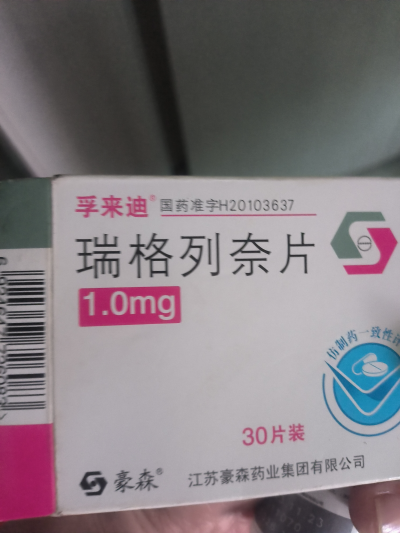 孚来迪® 国药准字H20103637
瑞格列奈片
1.0mg
仿制药一致性
30片装
豪森®
江苏豪森药业集团有限公司